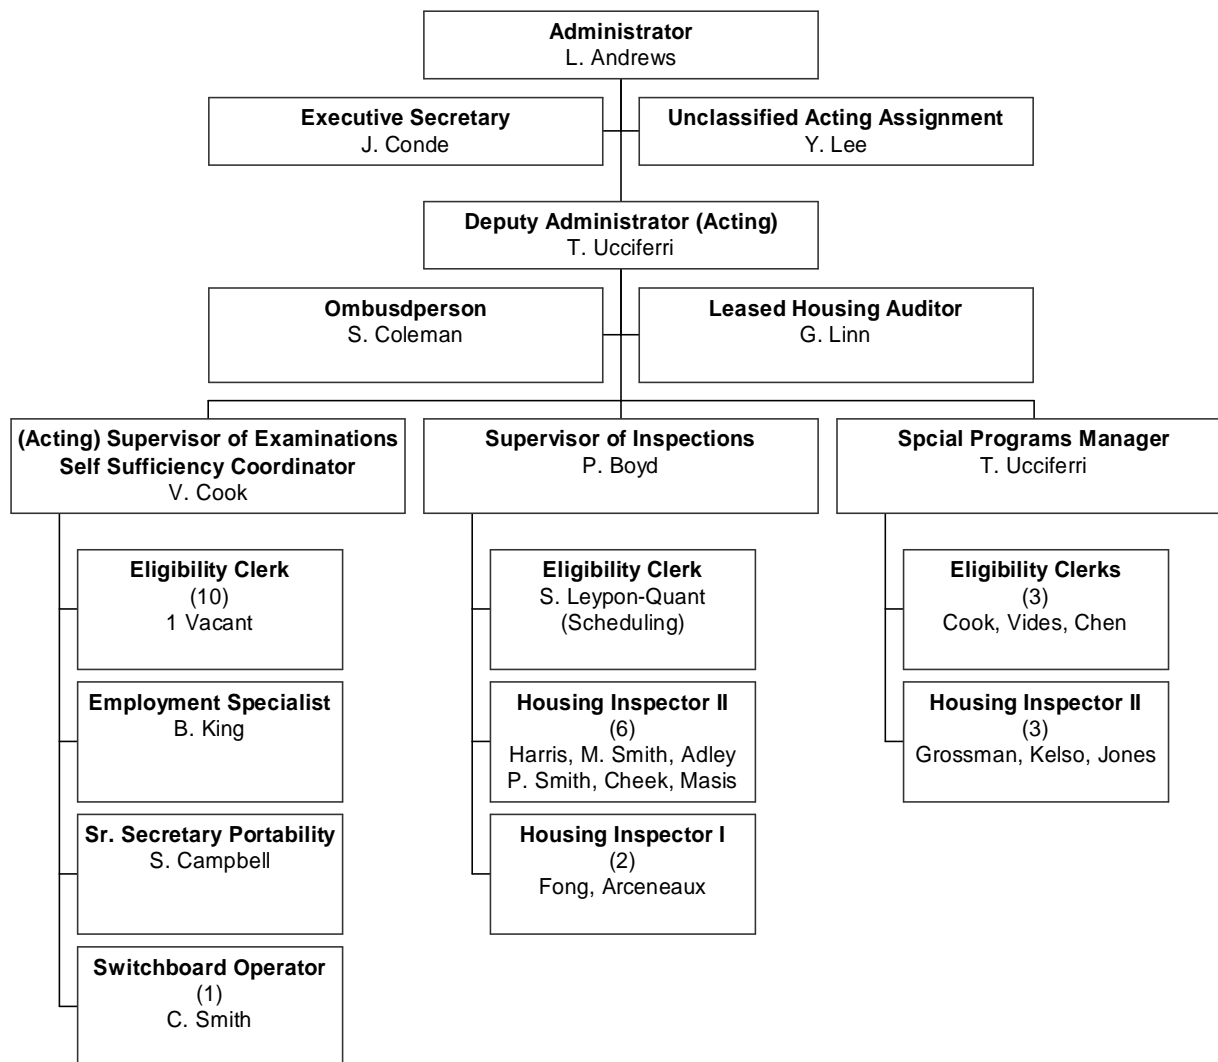 Administrator
L. Andrews
Executive Secretary
J. Conde
Unclassified Acting Assignment
Y. Lee
Deputy Administrator (Acting)
T. Ucciferri
Ombusdperson
S. Coleman
Leased Housing Auditor
G. Linn
(Acting) Supervisor of Examinations
Self Sufficiency Coordinator
V. Cook
Eligibility Clerk
(10)
1 Vacant
Employment Specialist
B. King
Sr. Secretary Portability
S. Campbell
Switchboard Operator
(1)
C. Smith
Supervisor of Inspections
P. Boyd
Eligibility Clerk
S. Leypon-Quant
(Scheduling)
Housing Inspector II
(6)
Harris, M. Smith, Adley
P. Smith, Cheek, Masis
Housing Inspector I
(2)
Fong, Arceneaux
Spcial Programs Manager
T. Ucciferri
Eligibility Clerks
(3)
Cook, Vides, Chen
Housing Inspector II
(3)
Grossman, Kelso, Jones